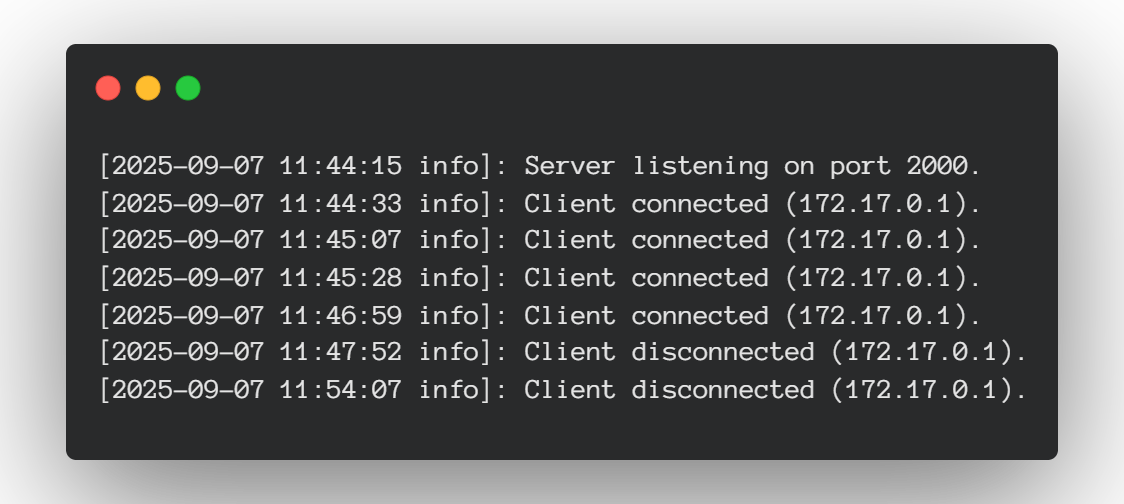 [2025-09-07 11:44:15 info]: Server listening on port 2000.
[2025-09-07 11:44:33 info]: Client connected (172.17.0.1).
[2025-09-07 11:45:07 info]: Client connected (172.17.0.1).
[2025-09-07 11:45:28 info]: Client connected (172.17.0.1).
[2025-09-07 11:46:59 info]: Client connected (172.17.0.1).
[2025-09-07 11:47:52 info]: Client disconnected (172.17.0.1).
[2025-09-07 11:54:07 info]: Client disconnected (172.17.0.1).